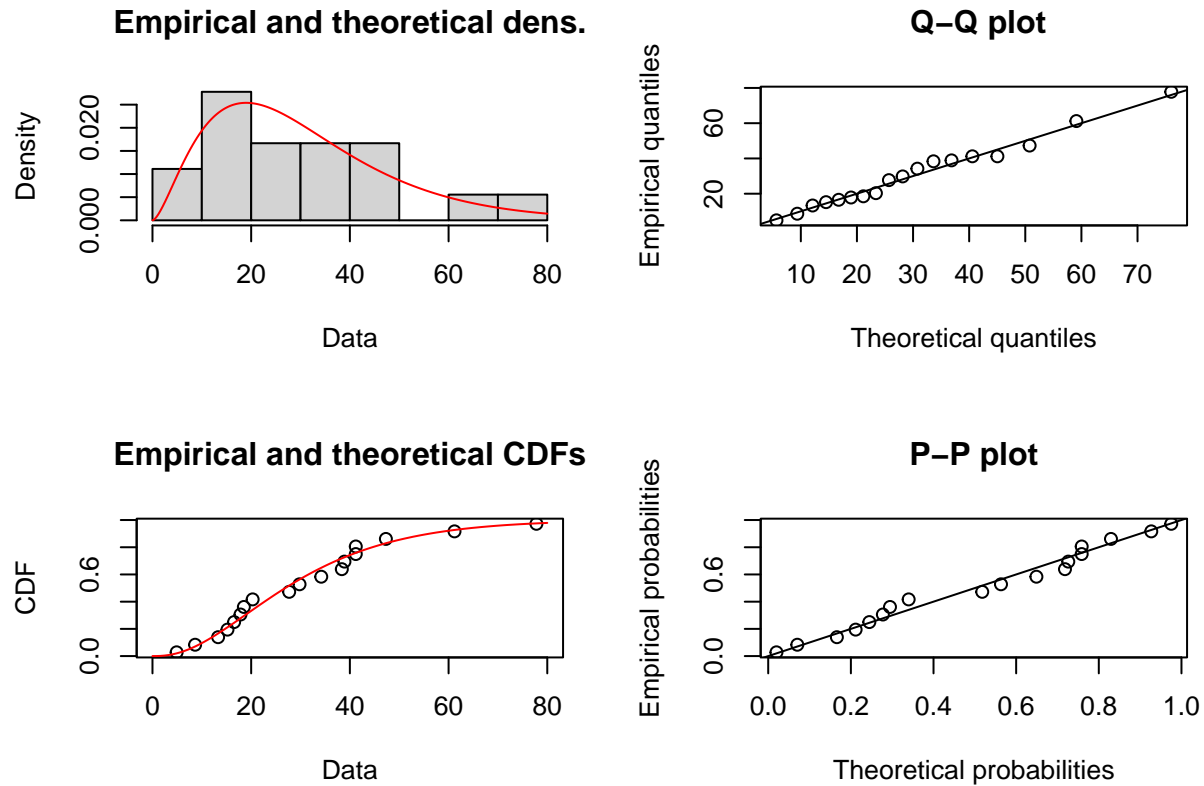 Empirical and theoretical dens.
Density
0.000
0.020
0 20 40 60 80
Data
Q−Q plot
Empirical quantiles
20
60
10 20 30 40 50 60 70
Theoretical quantiles
Empirical and theoretical CDFs
CDF
0.0
0.6
0 20 40 60 80
Data
P−P plot
Empirical probabilities
0.0
0.6
0.0 0.2 0.4 0.6 0.8 1.0
Theoretical probabilities